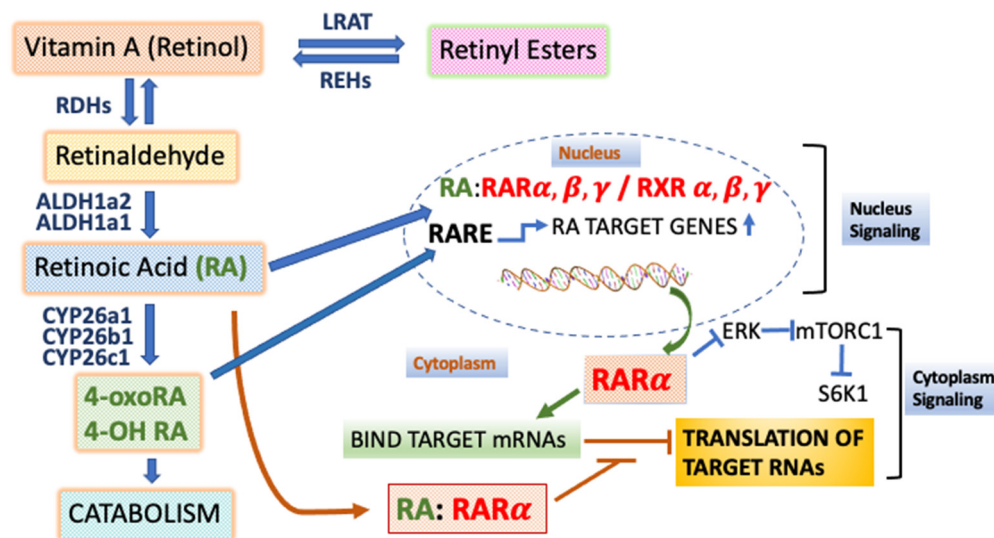 Vitamin A (Retinol)
LRAT
REHs
Retinyl Esters
RDHs
Retinaldehyde
ALDH1a2
ALDH1a1
Retinoic Acid (RA)
CYP26a1
CYP26b1
CYP26c1
4-oxoRA
4-OH RA
CATABOLISM
Nucleus
RA:RARα, β, γ / RXR α, β, γ
RARE
RA TARGET GENES
Nucleus
Signaling
Cytoplasm
RARα
ERK
mTORC1
S6K1
Cytoplasm
Signaling
BIND TARGET mRNAs
TRANSLATION OF
TARGET RNAs
RA: RARα